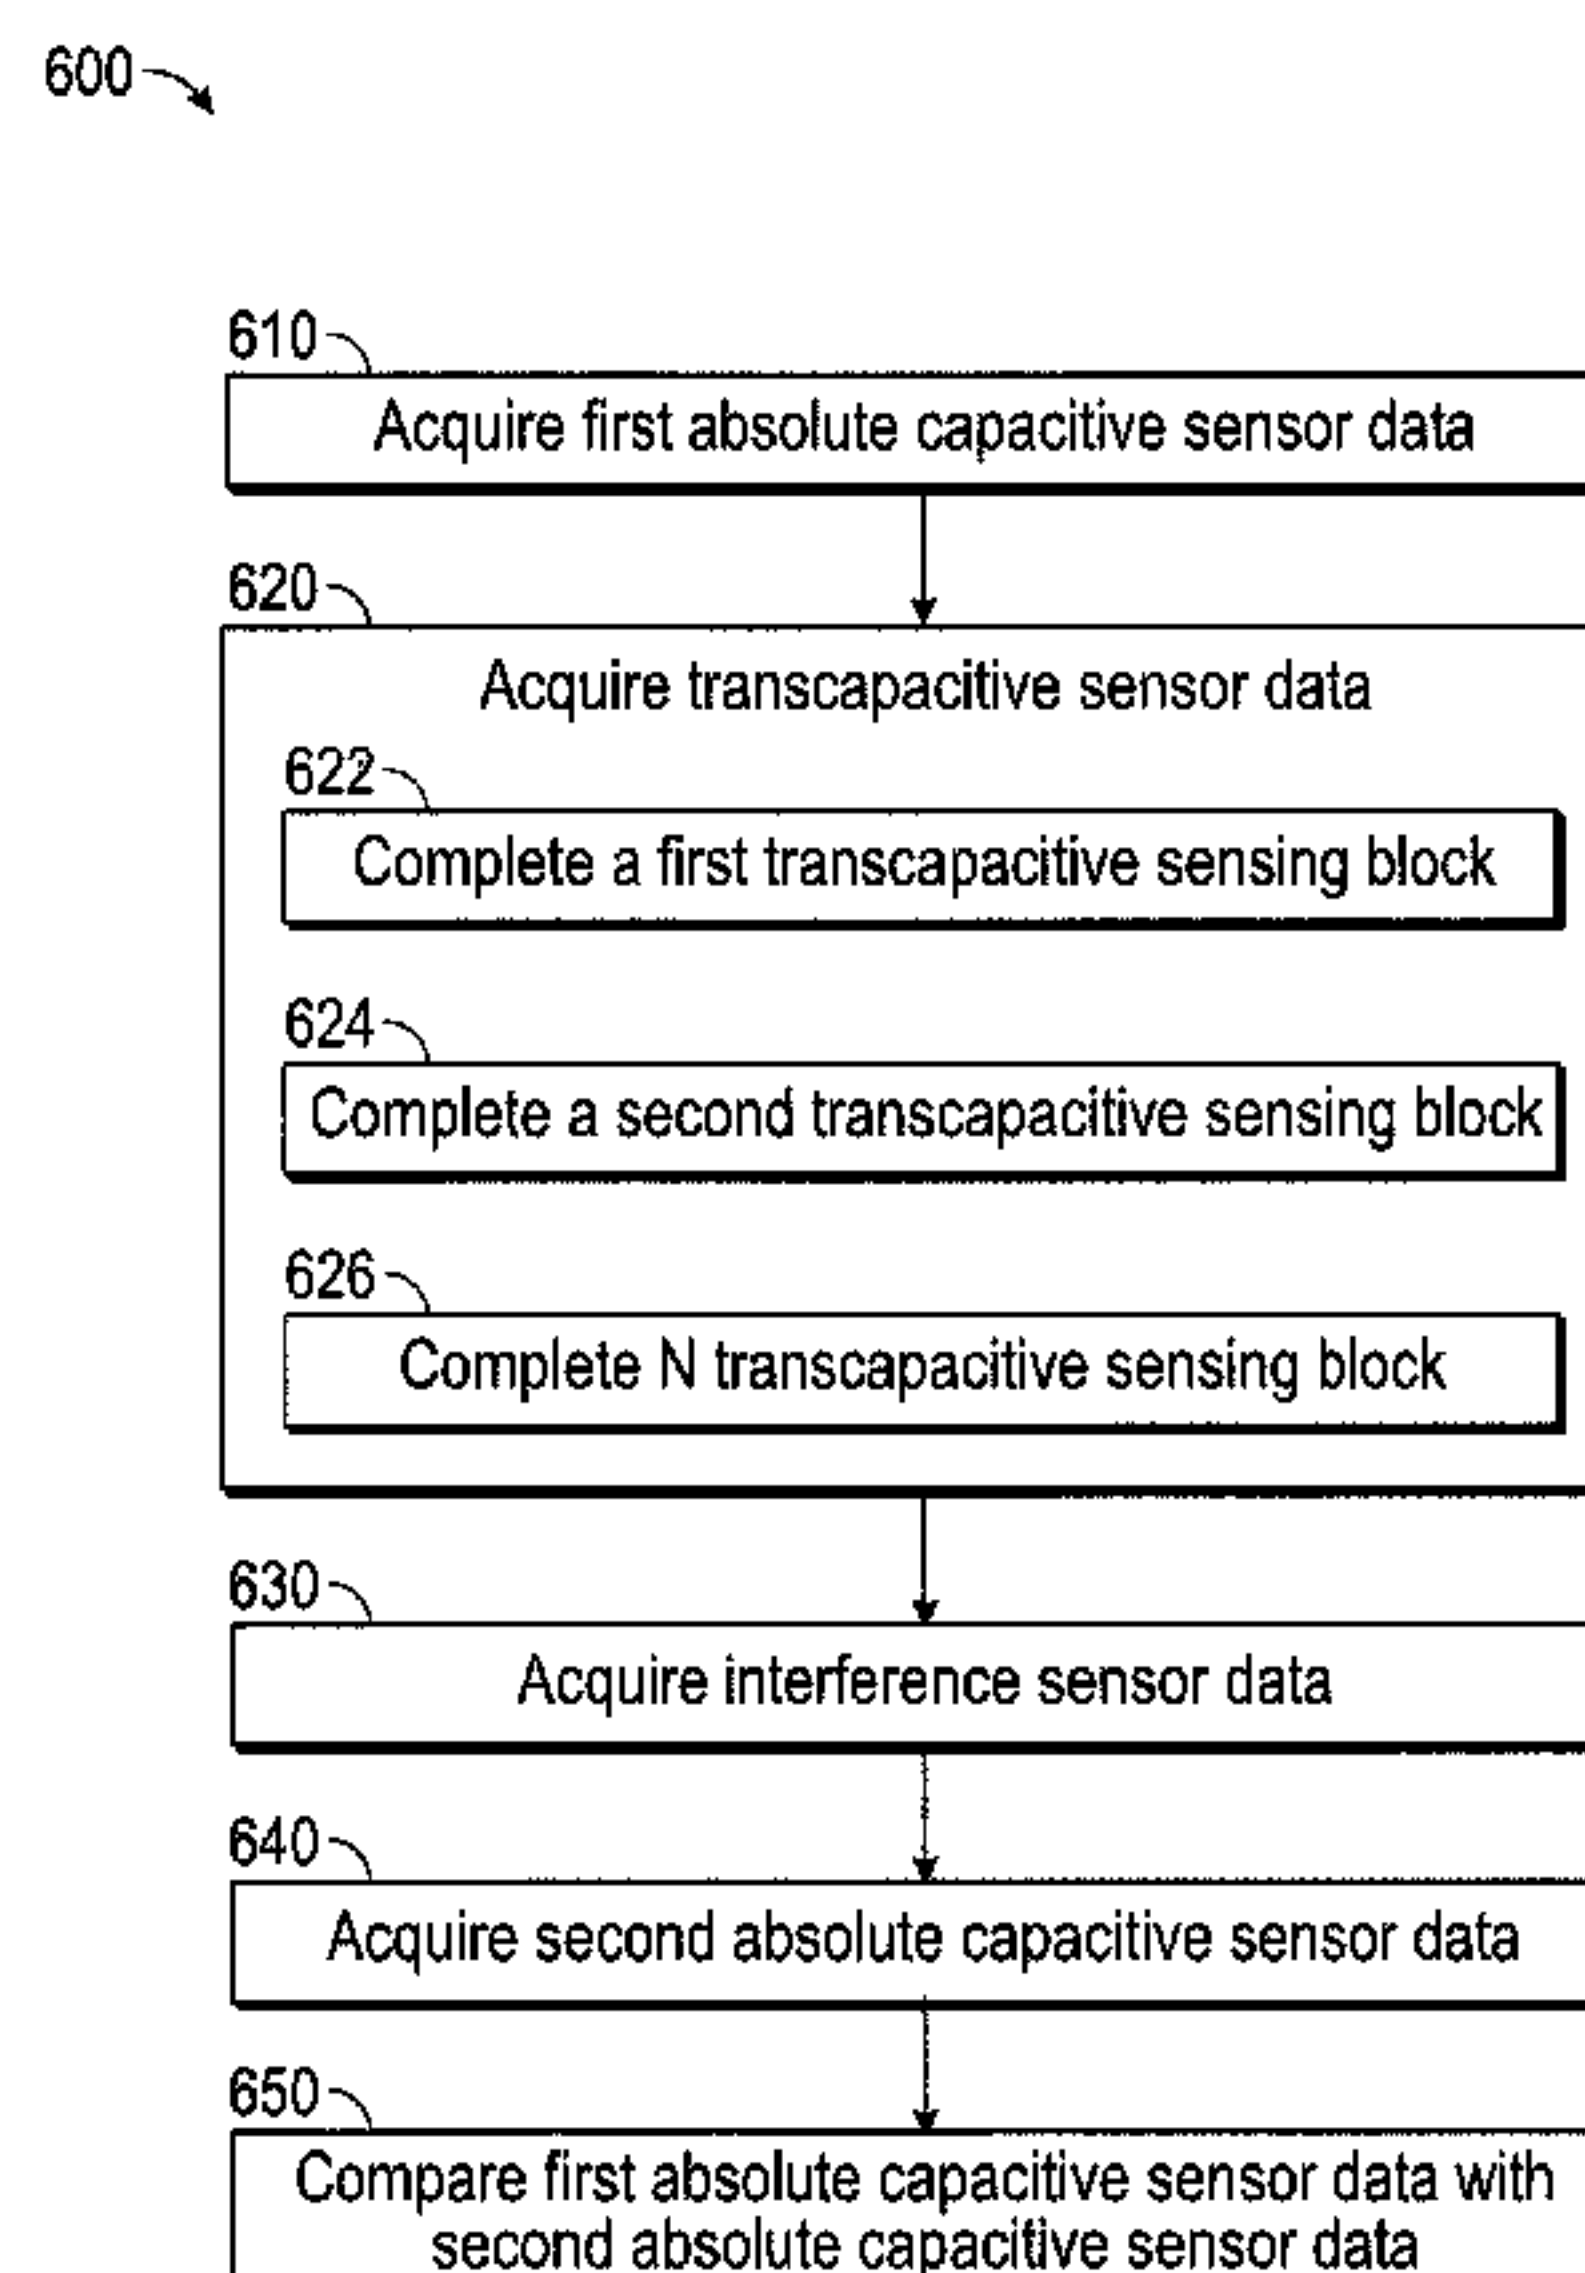 600
610
Acquire first absolute capacitive sensor data
620
Acquire transcapacitive sensor data
622
Complete a first transcapacitive sensing block
624
Complete a second transcapacitive sensing block
626
Complete N transcapacitive sensing block
630
Acquire interference sensor data
640
Acquire second absolute capacitive sensor data
650
Compare first absolute capacitive sensor data with
second absolute capacitive sensor data